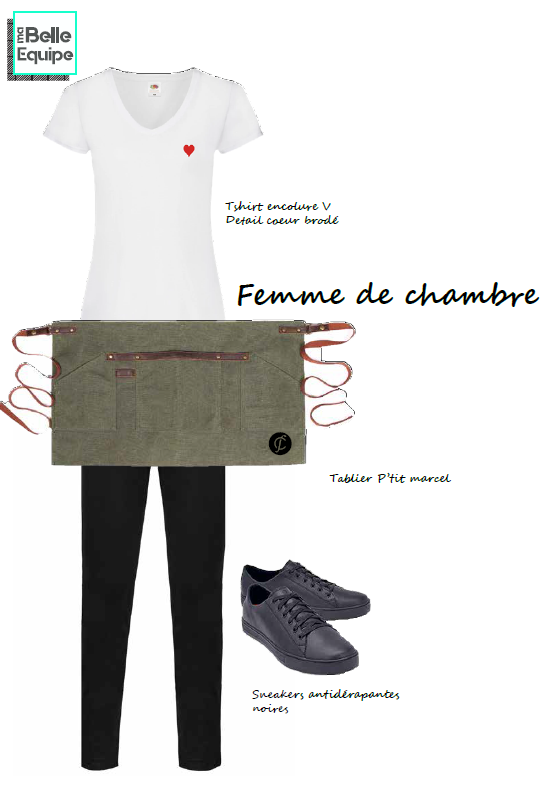 ma
Belle
Equipe
Tshirt encolure V
Detail coeur brodé
Femme de chambre
Tablier P'tit marcel
Sneakers antidérapantes
noires